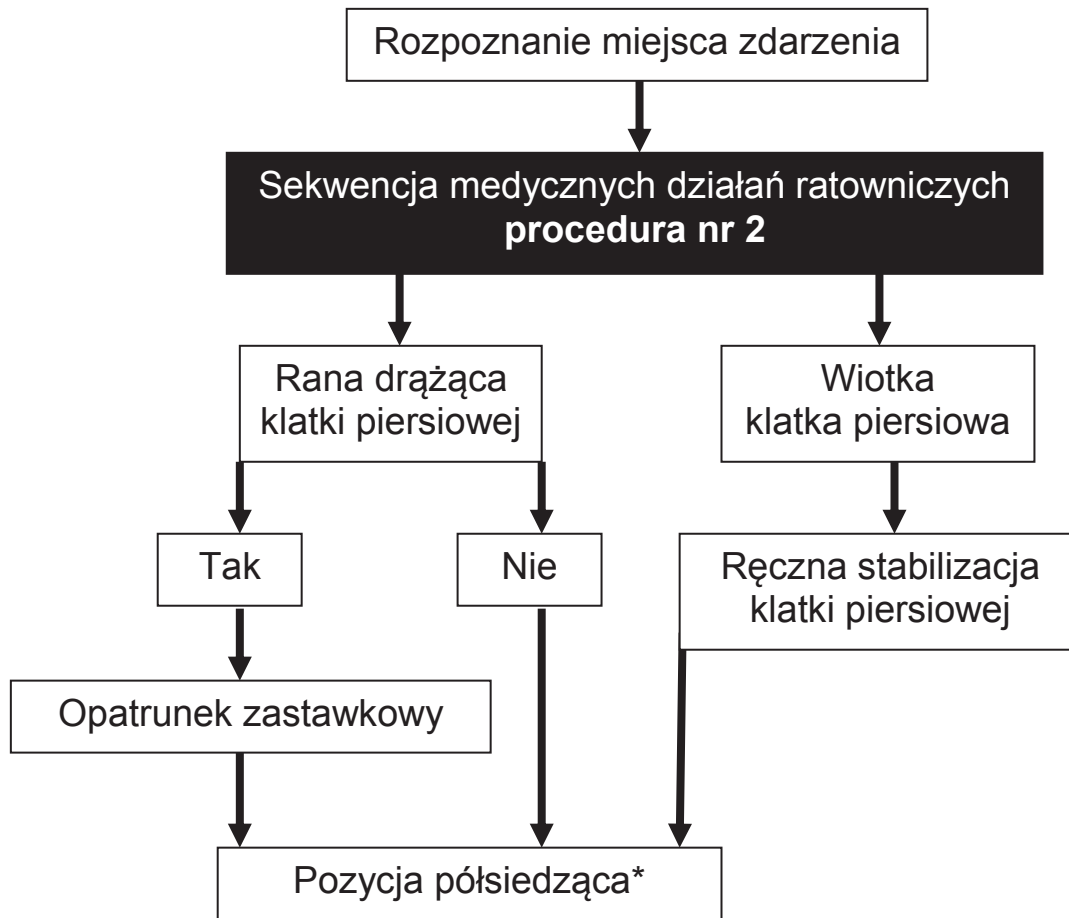 Rozpoznanie miejsca zdarzenia
Sekwencja medycznych działań ratowniczych
procedura nr 2
Rana drążąca
klatki piersiowej
Wiotka
klatka piersiowa
Tak
Nie
Ręczna stabilizacja
klatki piersiowej
Opatrunek zastawkowy
Pozycja półsiedząca*